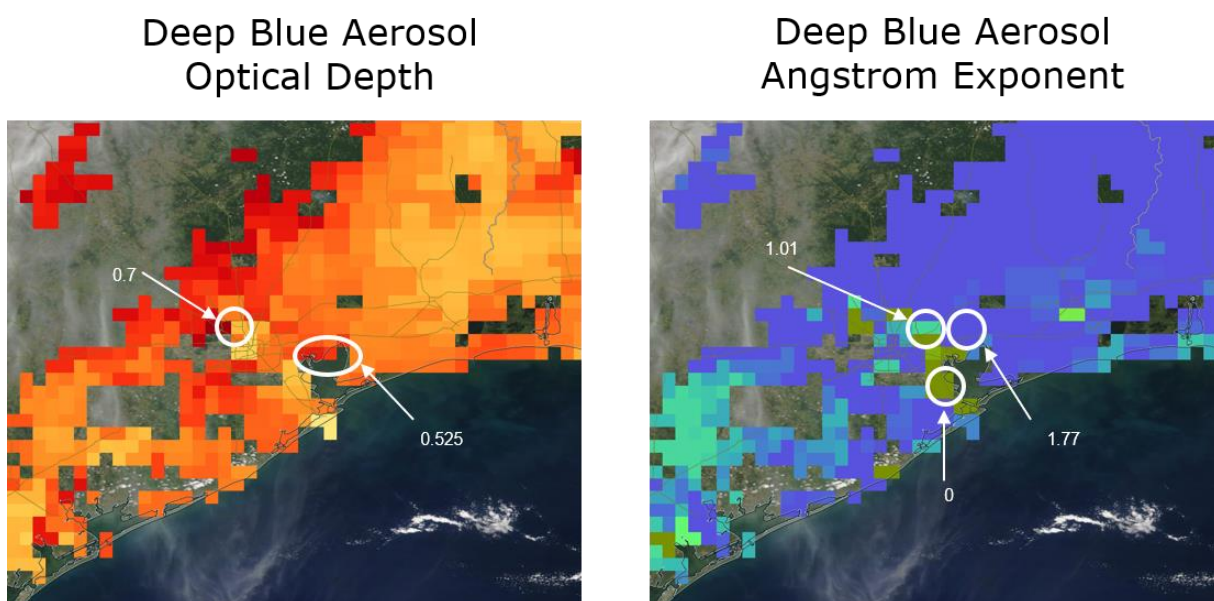 Deep Blue Aerosol
Optical Depth
Deep Blue Aerosol
Angstrom Exponent
0.7
0.525
1.01
1.77
0